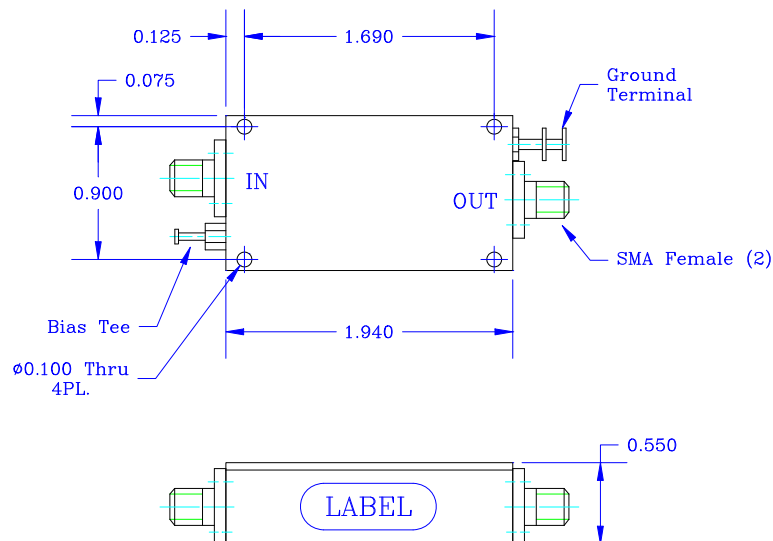 0.125
1.690
0.075
Ground
Terminal
0.900
IN
OUT
SMA Female (2)
Bias Tee
1.940
ø0.100 Thru
4PL.
0.550
LABEL